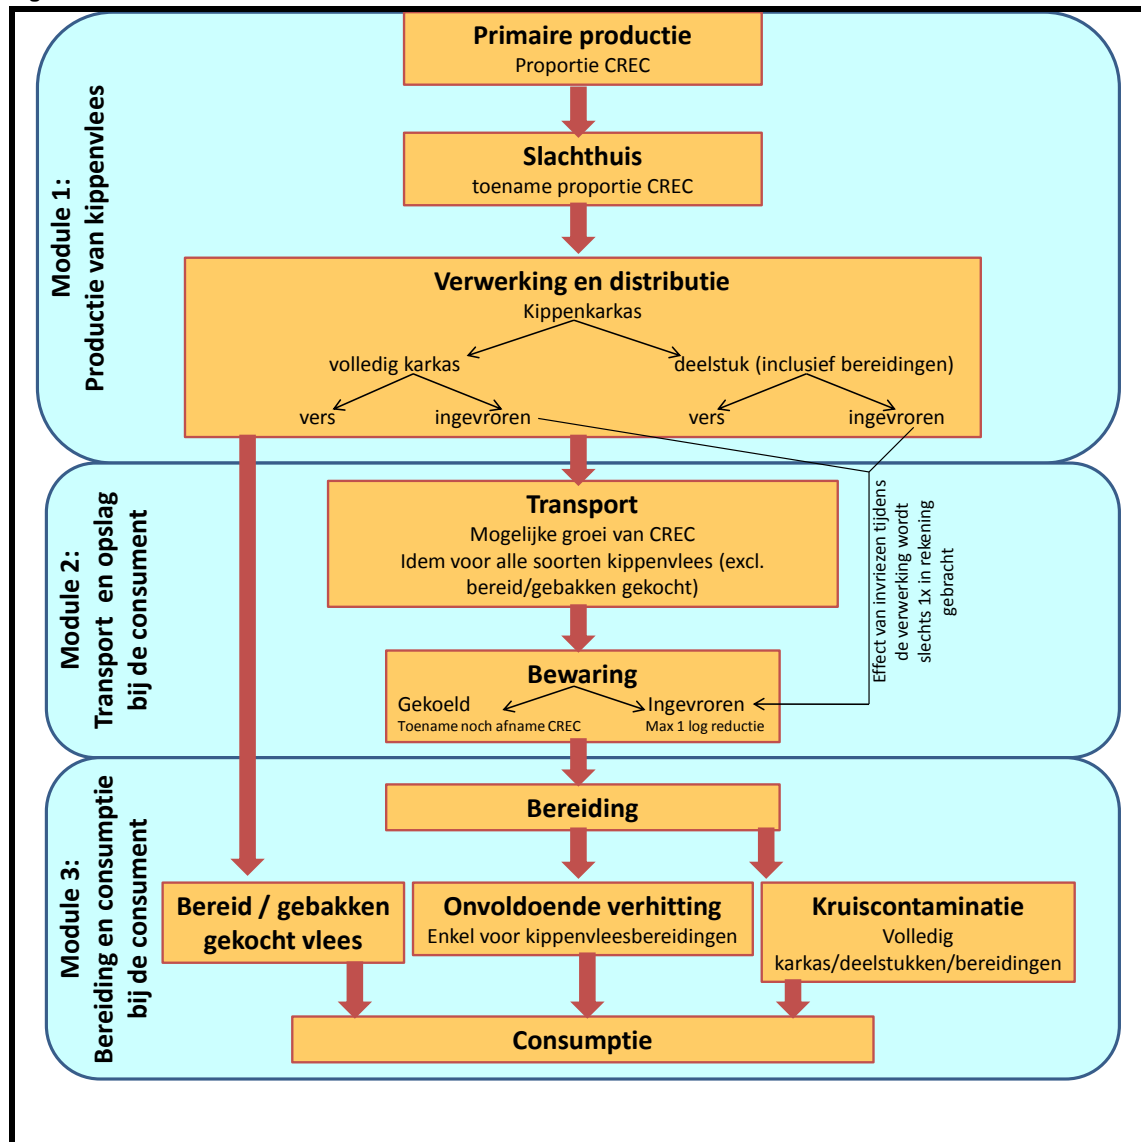 Module 1:
Productie van kippenvlees
Primaire productie
Proportie CREC
Slachthuis
toename proportie CREC
Verwerking en distributie
Kippenkarkas
volledig karkas
deelstuk (inclusief bereidingen)
vers
ingevroren
vers
ingevroren
Module 2:
Transport en opslag
bij de consument
Transport
Mogelijke groei van CREC
Idem voor alle soorten kippenvlees (excl.
bereid/gebakken gekocht)
Effect van invriezen tijdens
de verwerking wordt
slechts 1x in rekening
gebracht
Bewaring
Gekoeld
Ingevroren
Toename noch afname CREC
Max 1 log reductie
Module 3:
Bereiding en consumptie
bij de consument
Bereiding
Bereid / gebakken
gekocht vlees
Onvoldoende verhitting
Enkel voor kippenvleesbereidingen
Kruiscontaminatie
Volledig
karkas/deelstukken/bereidingen
Consumptie